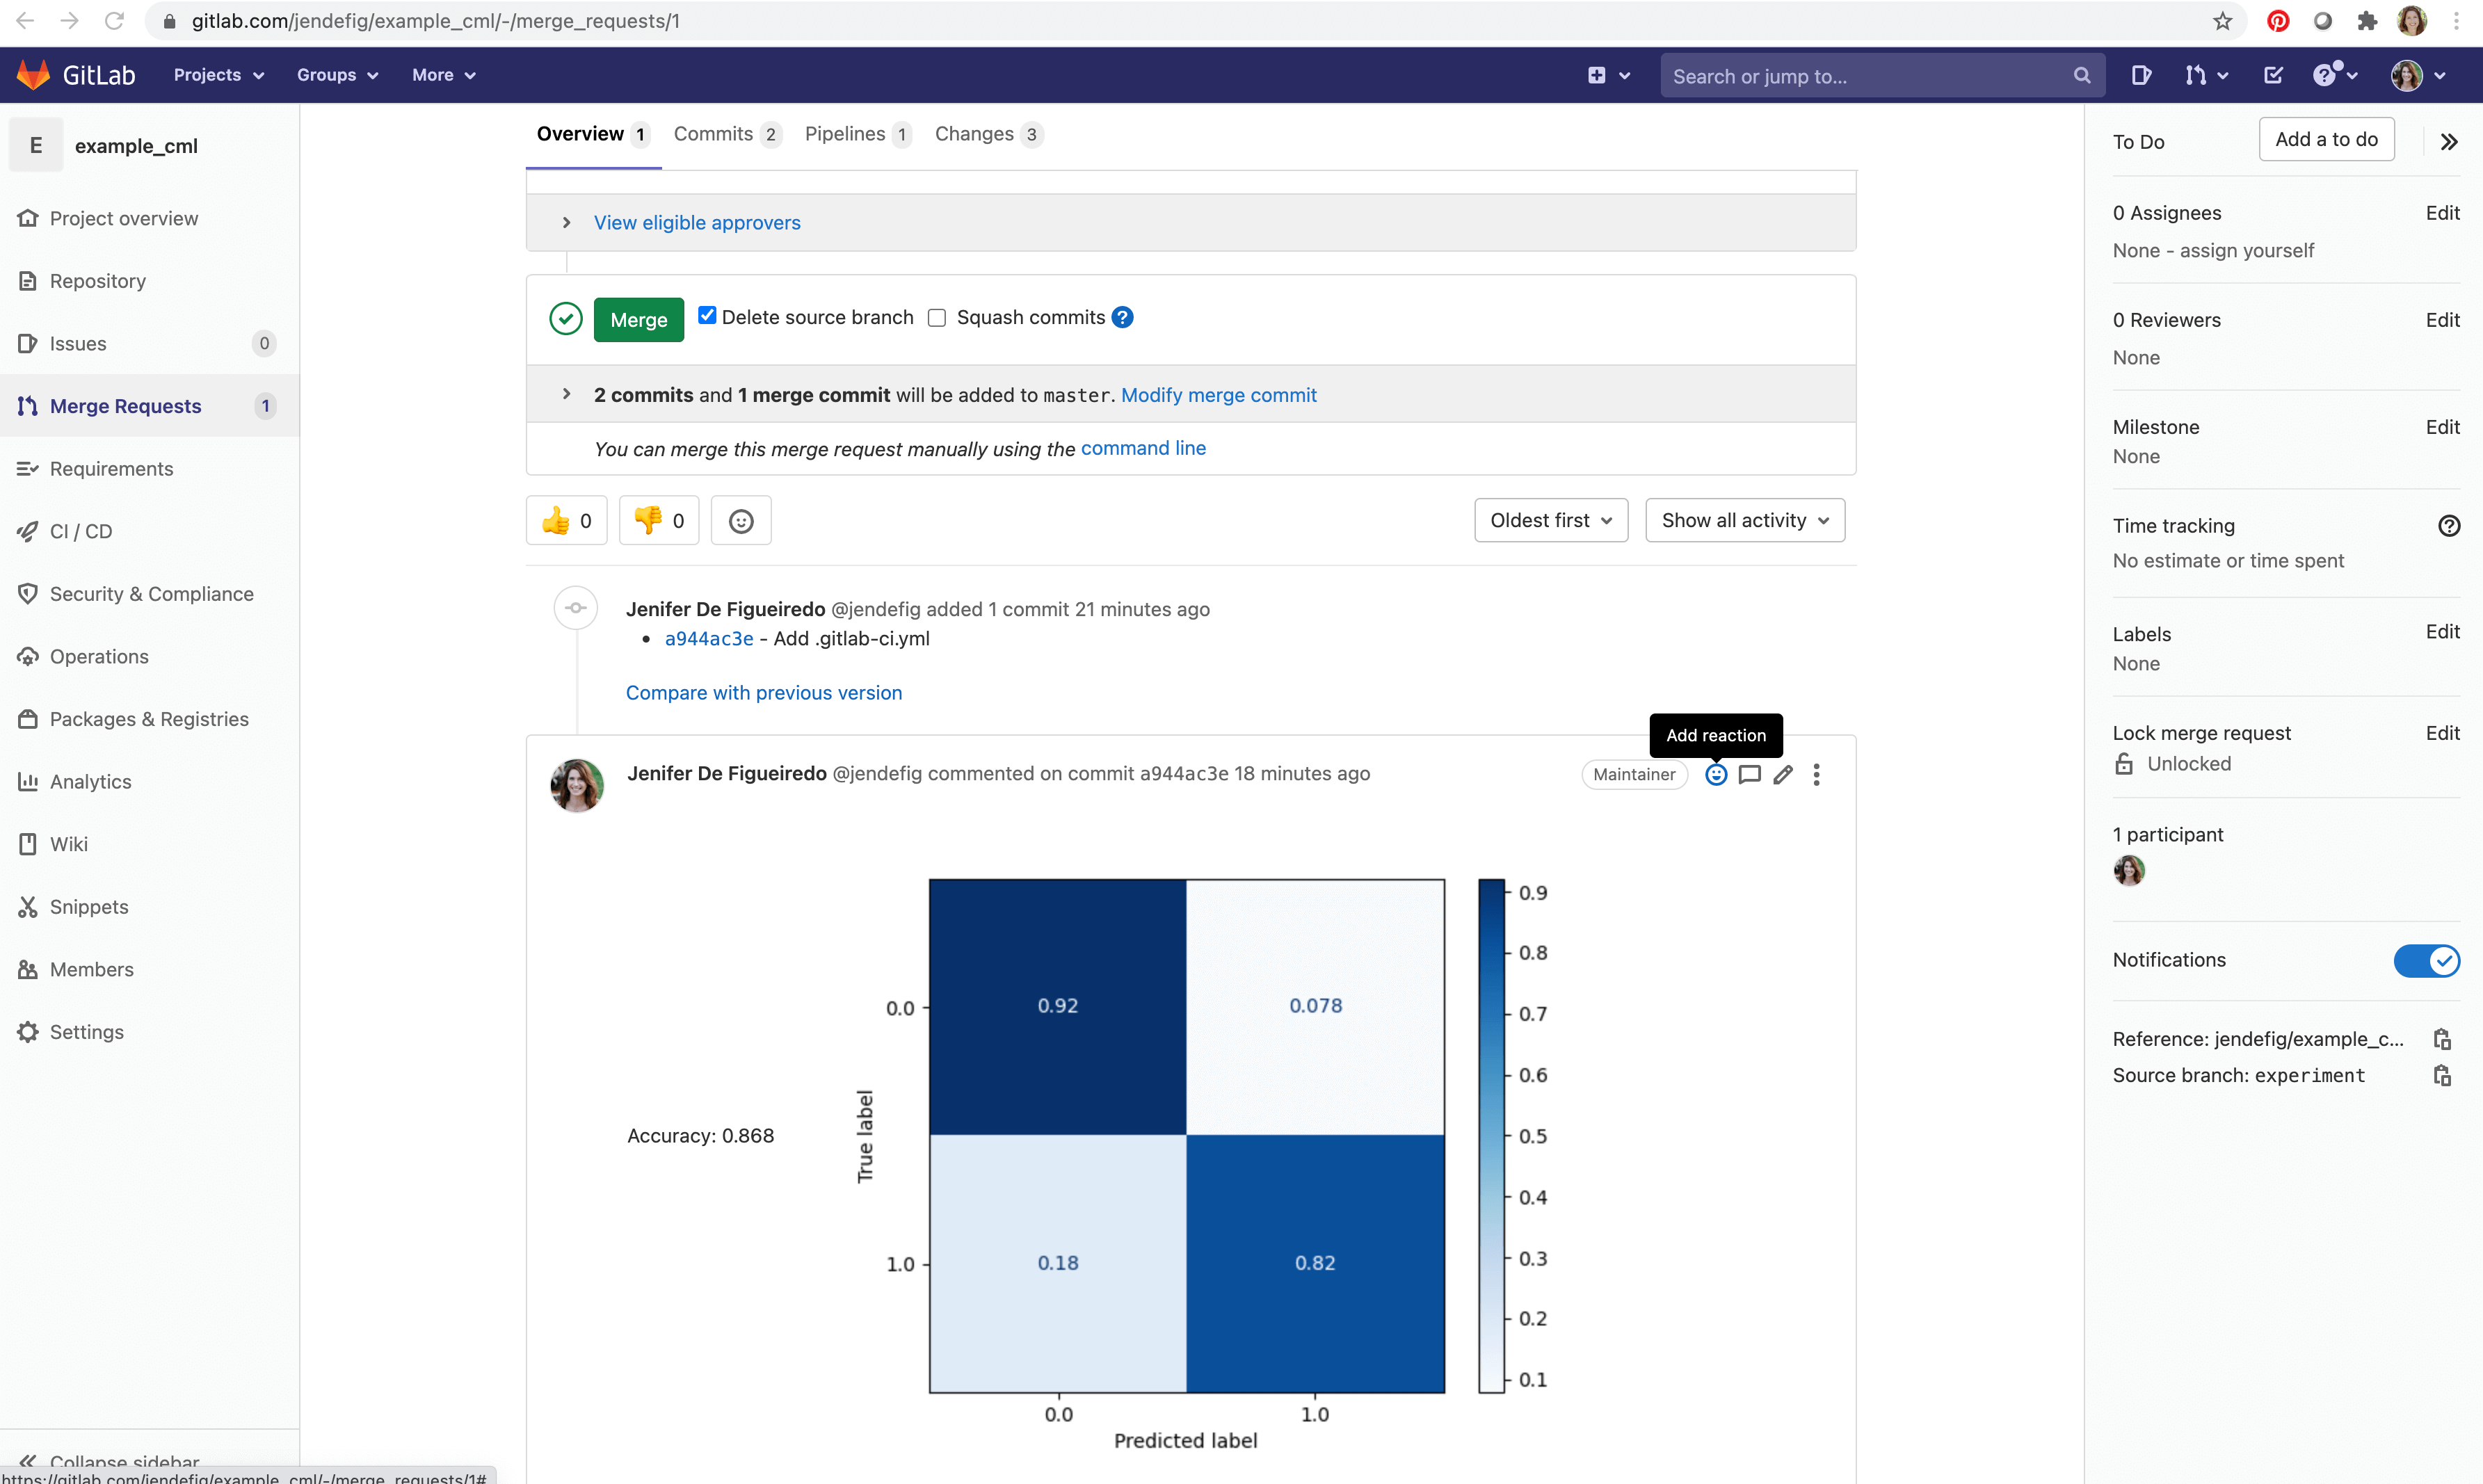 gitlab.com/jendefig/example_cml/-/merge_requests/1
GitLab Projects Groups More Search or jump to...
E example_cml
Project overview
Repository
Issues 0
Merge Requests 1
Requirements
CI / CD
Security & Compliance
Operations
Packages & Registries
Analytics
Wiki
Snippets
Members
Settings
Collapse sidebar
https://gitlab.com/jendefig/example_cml/-/merge_requests/1#
Overview 1 Commits 2 Pipelines 1 Changes 3
View eligible approvers
Merge Delete source branch Squash commits ?
2 commits and 1 merge commit will be added to master. Modify merge commit
You can merge this merge request manually using the command line
0 0
Oldest first Show all activity
Jenifer De Figueiredo @jendefig added 1 commit 21 minutes ago
• a944ac3e - Add .gitlab-ci.yml
Compare with previous version
Add reaction
Jenifer De Figueiredo @jendefig commented on commit a944ac3e 18 minutes ago Maintainer
Accuracy: 0.868
True label
0.0
1.0
0.92 0.078
0.18 0.82
0.0 1.0
Predicted label
0.9
0.8
0.7
0.6
0.5
0.4
0.3
0.2
0.1
To Do Add a to do
0 Assignees Edit
None - assign yourself
0 Reviewers Edit
None
Milestone Edit
None
Time tracking ?
No estimate or time spent
Labels Edit
None
Lock merge request Edit
Unlocked
1 participant
Notifications
Reference: jendefig/example_c...
Source branch: experiment